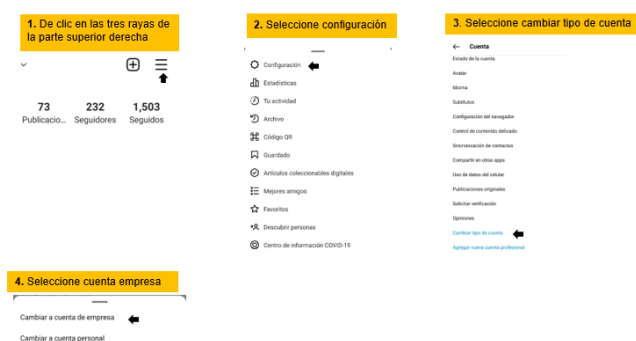 1. De clic en las tres rayas de
la parte superior derecha
73
232
1,503
Publicacio...
Seguidores
Seguidos
2. Seleccione configuración
Configuración
Estadísticas
Tu actividad
Archivo
Código QR
Guardado
Artículos coleccionables digitales
Mejores amigos
Favoritos
Descubrir personas
Centro de información COVID-19
3. Seleccione cambiar tipo de cuenta
Cuenta
Estado de la cuenta
Avatar
Idioma
Subtítulos
Configuración del navegador
Control de contenido delicado
Sincronización de contactos
Compartir en otras apps
Uso de datos del celular
Publicaciones originales
Solicitar verificación
Opiniones
Cambiar tipo de cuenta
Agregar nueva cuenta profesional
4. Seleccione cuenta empresa
Cambiar a cuenta de empresa
Cambiar a cuenta personal